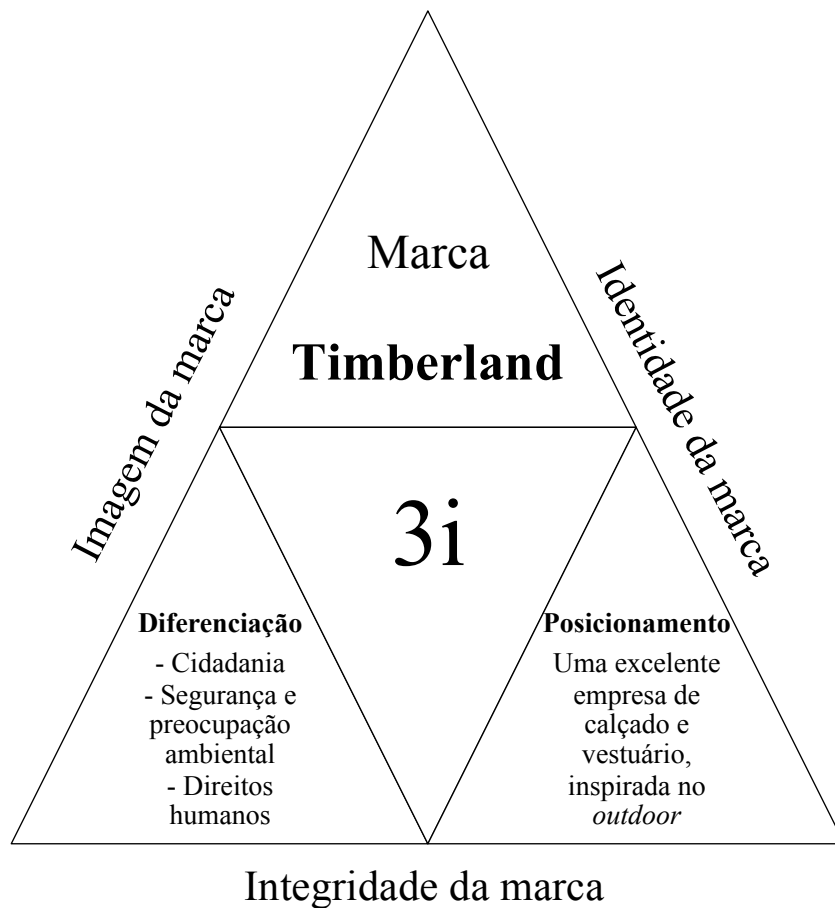 Marca
Timberland
Imagem da marca
Identidade da marca
3i
Diferenciação
- Cidadania
- Segurança e
preocupação
ambiental
- Direitos
humanos
Posicionamento
Uma excelente
empresa de
calçado e
vestuário,
inspirada no
outdoor
Integridade da marca